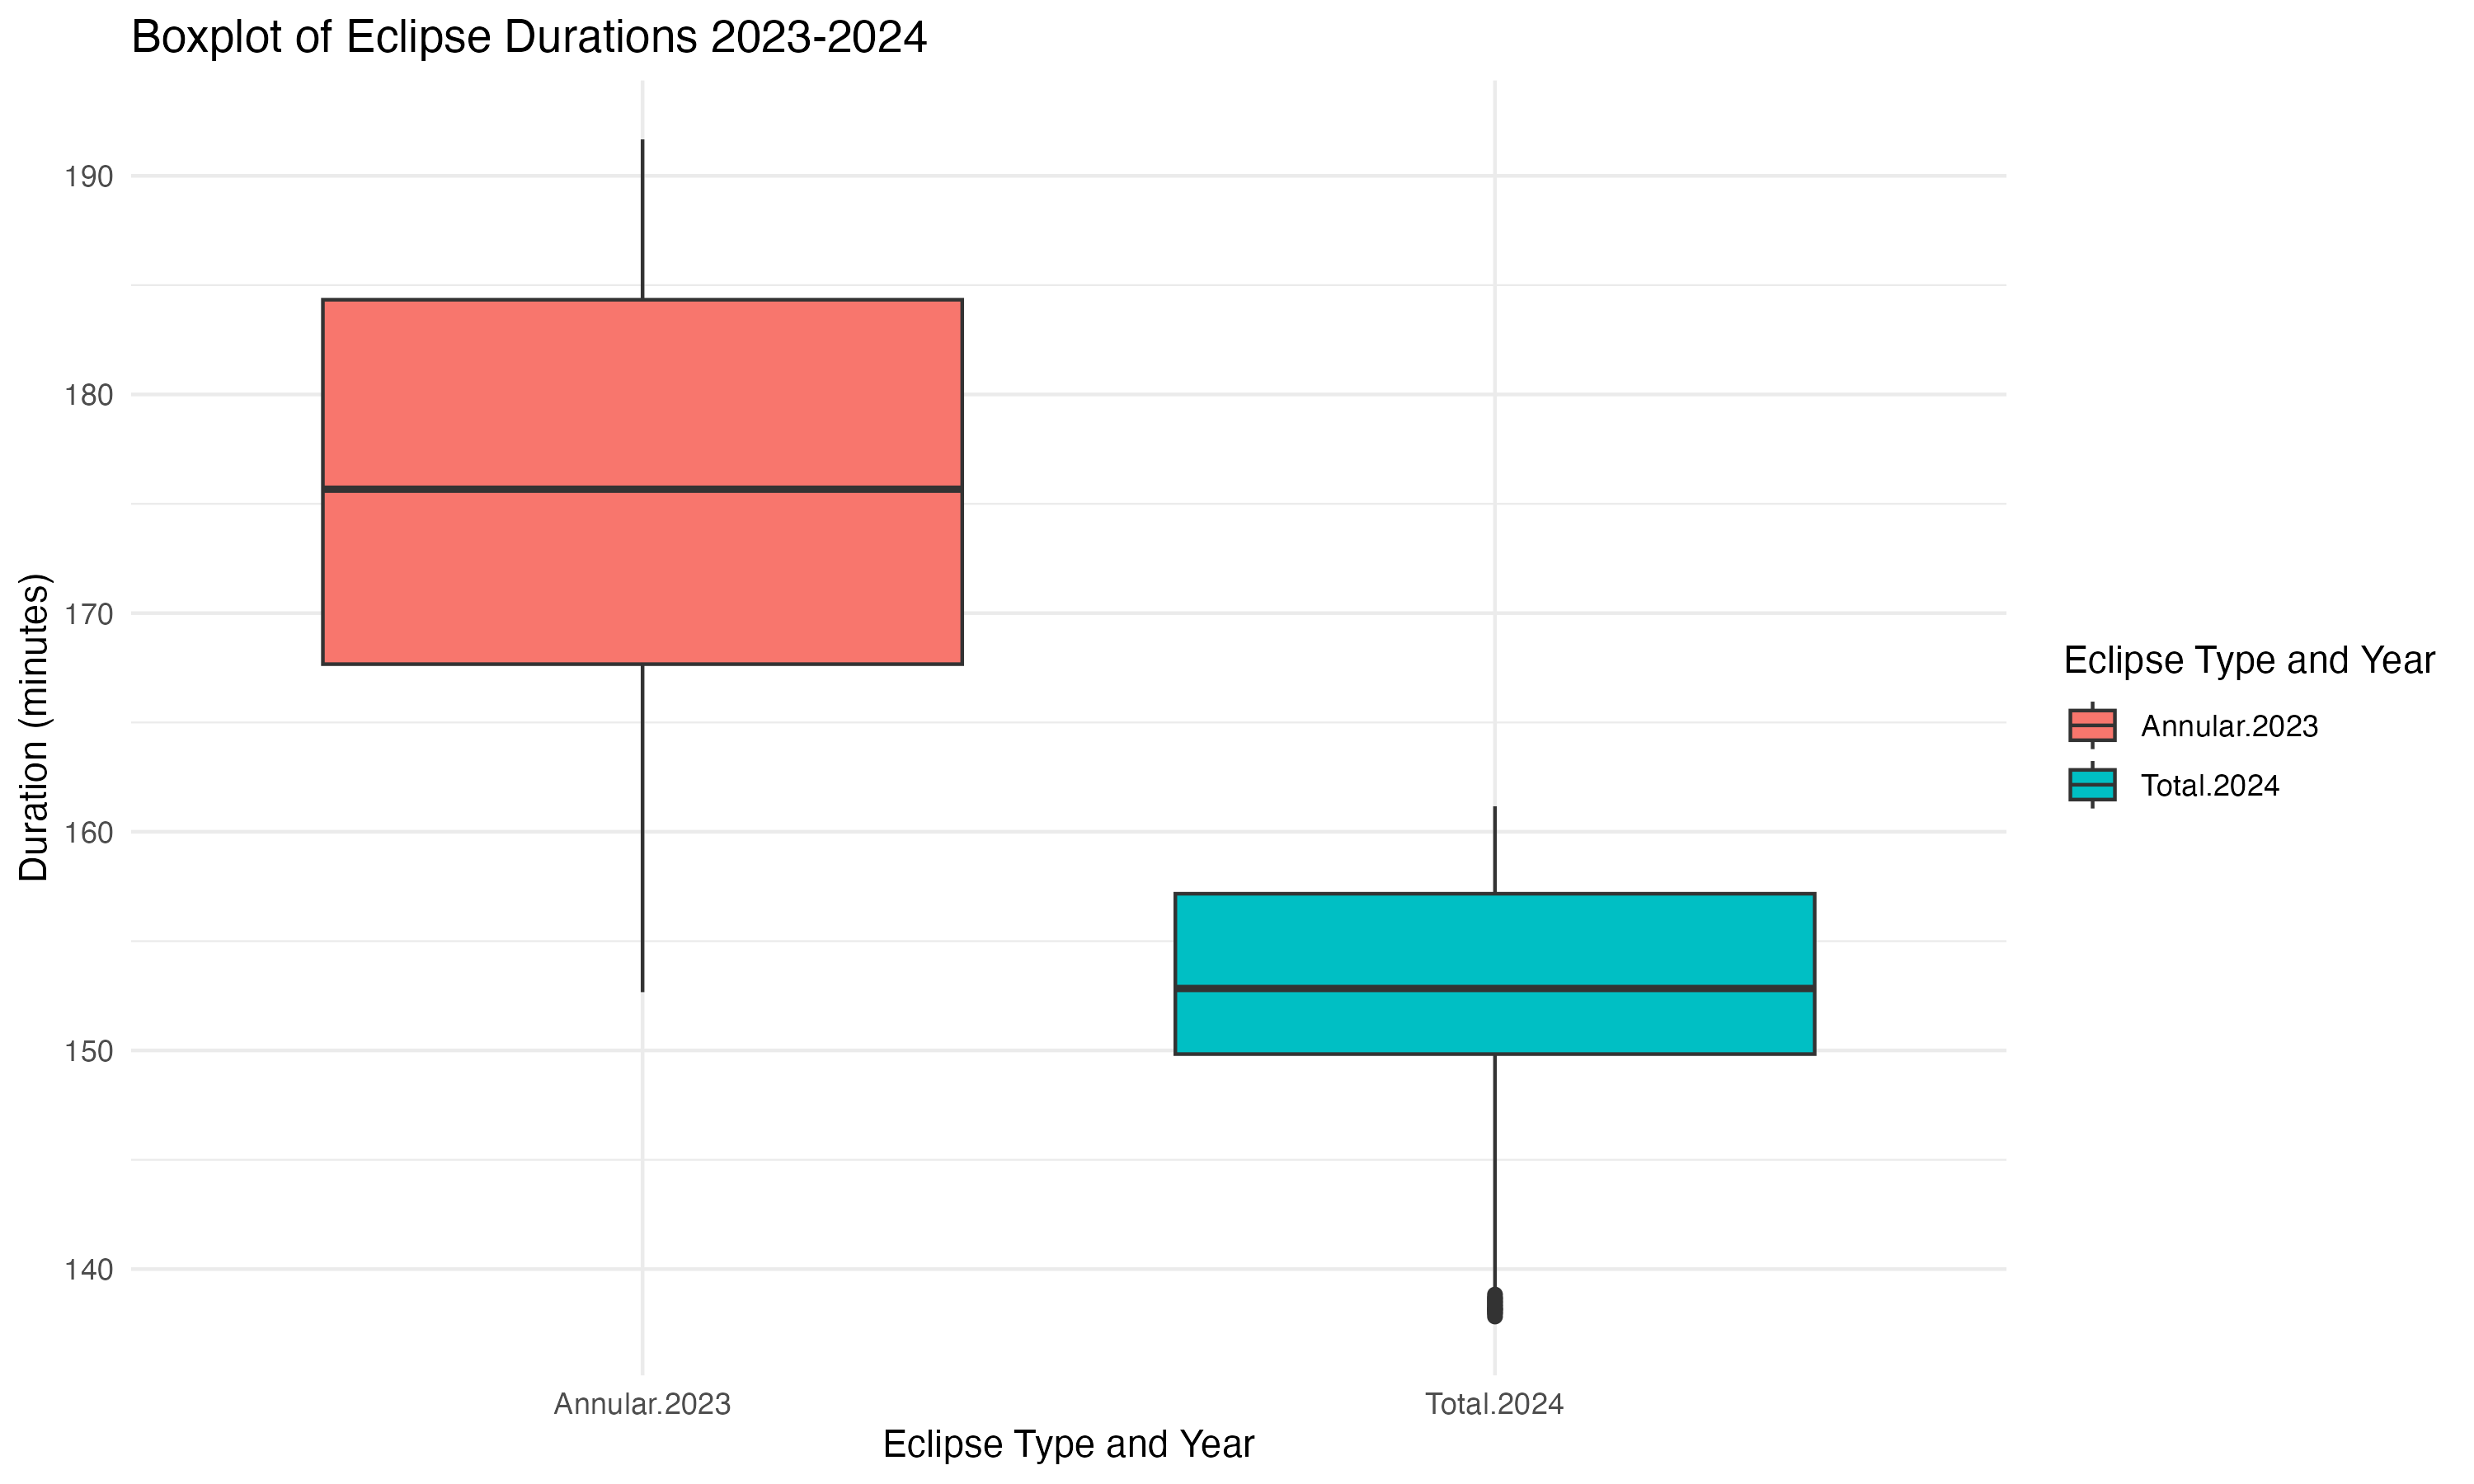 Boxplot of Eclipse Durations 2023-2024
Duration (minutes)
190
180
170
160
150
140
Annular.2023
Total.2024
Eclipse Type and Year
Eclipse Type and Year
Annular.2023
Total.2024